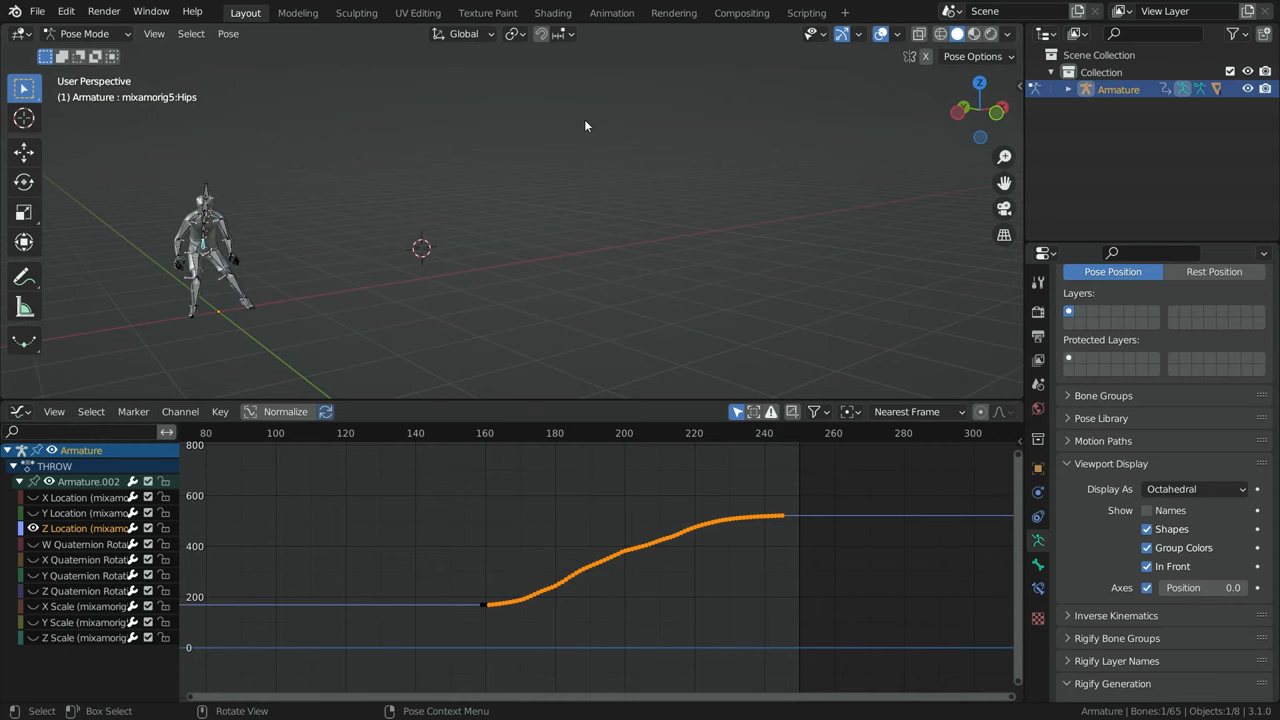 File Edit Render Window Help Layout Modeling Sculpting UV Editing Texture Paint Shading Animation Rendering Compositing Scripting + Scene View Layer
Pose Mode View Select Pose Global
X Pose Options
User Perspective
(1) Armature : mixamorig5:Hips
Z
Scene Collection
Collection
Armature
Pose Position Rest Position
Layers:
Protected Layers:
Bone Groups
Pose Library
Motion Paths
Viewport Display
Display As Octahedral
Show Names
Shapes
Group Colors
In Front
Axes Position 0.0
Inverse Kinematics
Rigify Bone Groups
Rigify Layer Names
Rigify Generation
View Select Marker Channel Key Normalize Nearest Frame
80 100 120 140 160 180 200 220 240 260 280 300
800
600
400
200
0
Armature
THROW
Armature.002
X Location (mixamo
Y Location (mixamo
Z Location (mixamo
W Quaternion Rotat
X Quaternion Rotati
Y Quaternion Rotati
Z Quaternion Rotati
X Scale (mixamorig
Y Scale (mixamorig
Z Scale (mixamorig
Select Box Select Rotate View Pose Context Menu Armature | Bones:1/65 | Objects:1/8 | 3.1.0